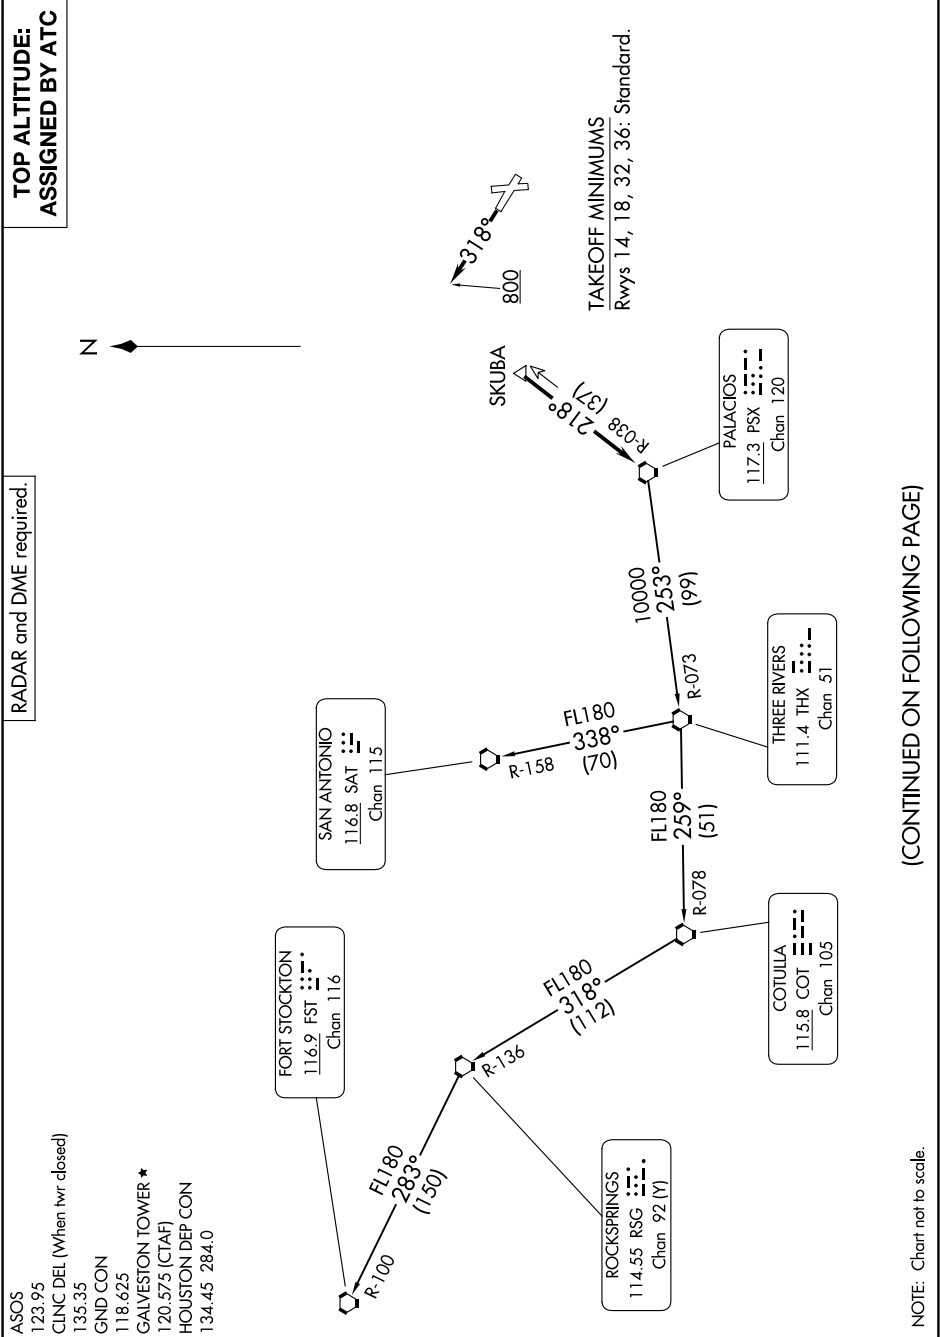 ASOS
123.95
CLNC DEL (When twr closed)
135.35
GND CON
118.625
GALVESTON TOWER ★
120.575 (CTAF)
HOUSTON DEP CON
134.45 284.0
RADAR and DME required.
TOP ALTITUDE:
ASSIGNED BY ATC
N
FORT STOCKTON
116.9 FST
Chan 116
SAN ANTONIO
116.8 SAT
Chan 115
R-100
FL180
283°
(150)
R-136
FL180
318°
(112)
R-158
FL180
338°
(70)
R-078
FL180
259°
(51)
R-073
10000
253°
(99)
R-038
218°
(37)
SKUBA
318°
800
TAKEOFF MINIMUMS
Rwys 14, 18, 32, 36: Standard.
ROCKSPRINGS
114.55 RSG
Chan 92 (Y)
COTULLA
115.8 COT
Chan 105
THREE RIVERS
111.4 THX
Chan 51
PALACIOS
117.3 PSX
Chan 120
(CONTINUED ON FOLLOWING PAGE)
NOTE: Chart not to scale.